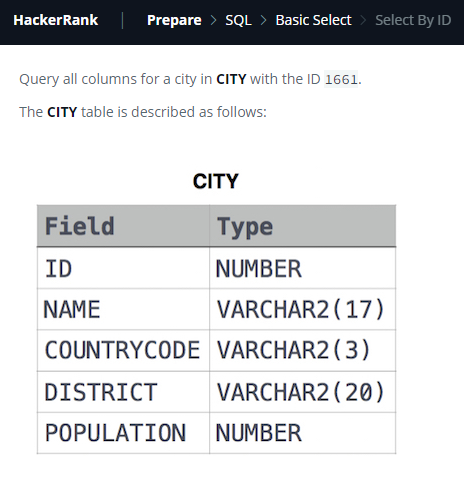 HackerRank | Prepare > SQL > Basic Select > Select By ID
Query all columns for a city in CITY with the ID 1661.
The CITY table is described as follows:
CITY
Field Type
ID NUMBER
NAME VARCHAR2(17)
COUNTRYCODE VARCHAR2(3)
DISTRICT VARCHAR2(20)
POPULATION NUMBER